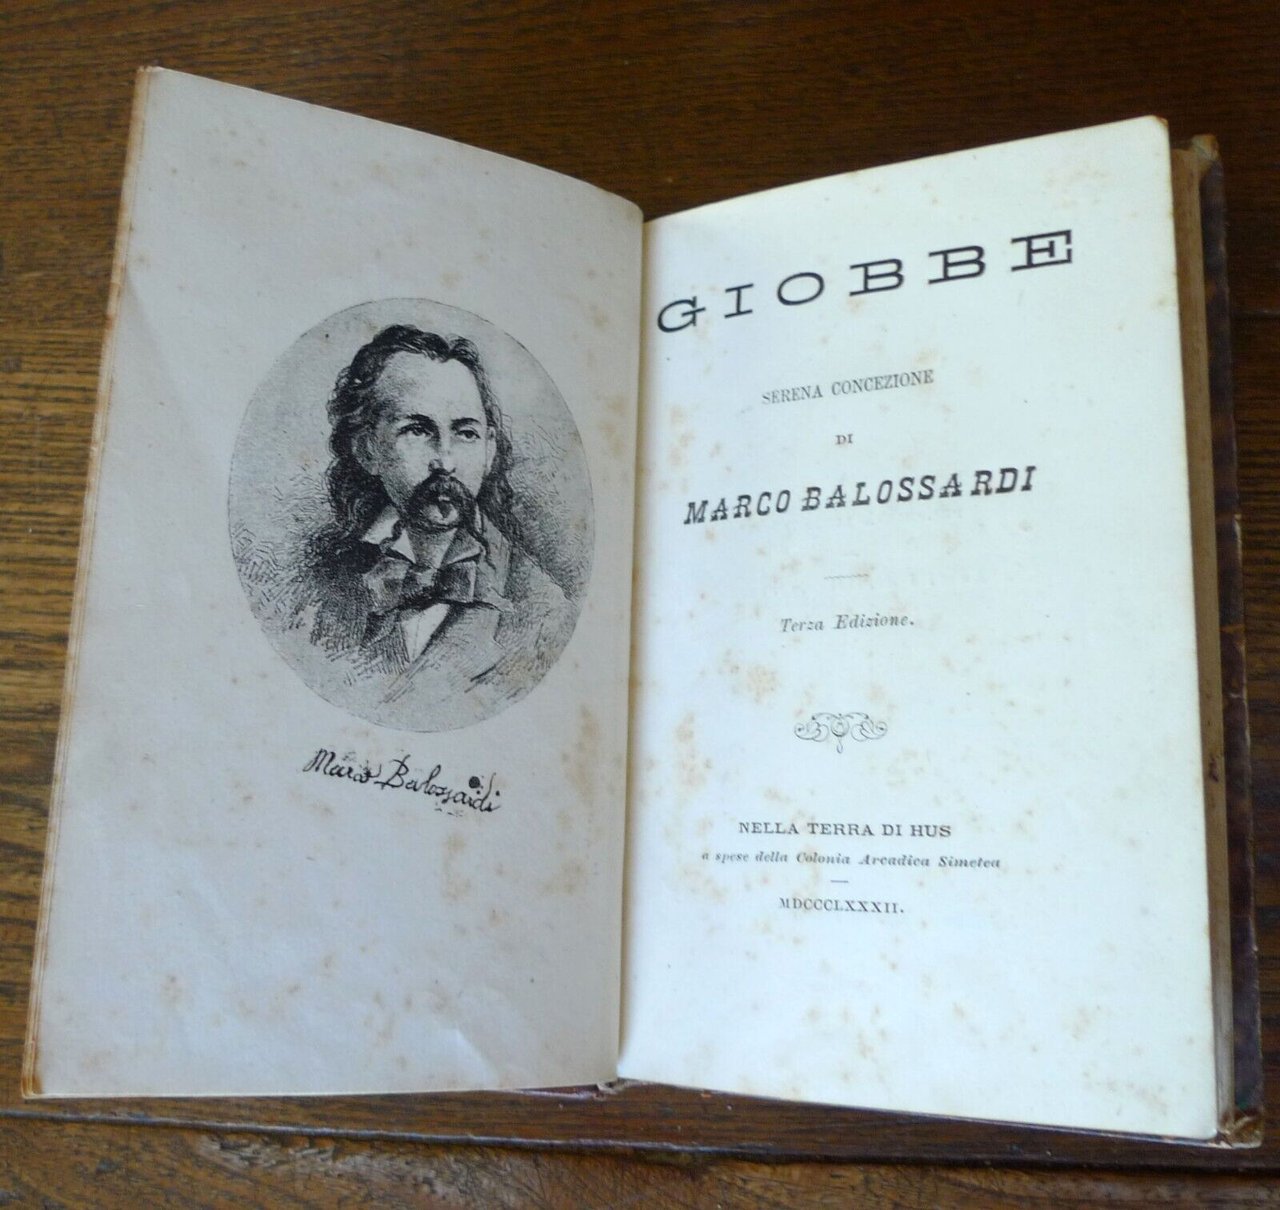 Marco Balossardi
GIOBBE
SERENA CONCEZIONE
DI
MARCO BALOSSARDI
Terza Edizione.
NELLA TERRA DI HUS
a spese della Colonia Arcadica Simetea
MDCCCLXXXII.